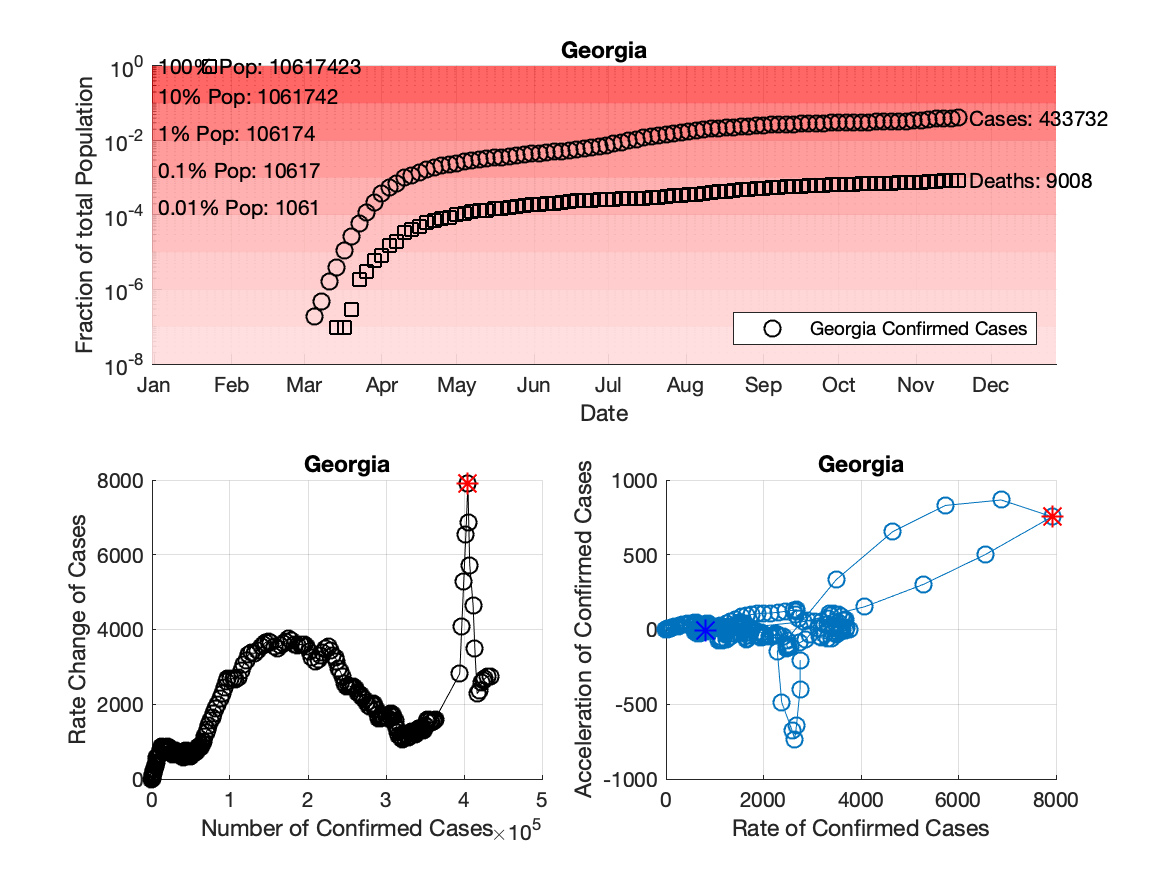 Georgia
10^0
10^-2
10^-4
10^-6
10^-8
Fraction of total Population
100% Pop: 10617423
10% Pop: 1061742
1% Pop: 106174
0.1% Pop: 10617
0.01% Pop: 1061
Cases: 433732
Deaths: 9008
Georgia Confirmed Cases
Jan Feb Mar Apr May Jun Jul Aug Sep Oct Nov Dec
Date
Georgia
8000
6000
4000
2000
0
Rate Change of Cases
0 1 2 3 4 5
Number of Confirmed Cases ×10^5
Georgia
1000
500
0
-500
-1000
Acceleration of Confirmed Cases
0 2000 4000 6000 8000
Rate of Confirmed Cases